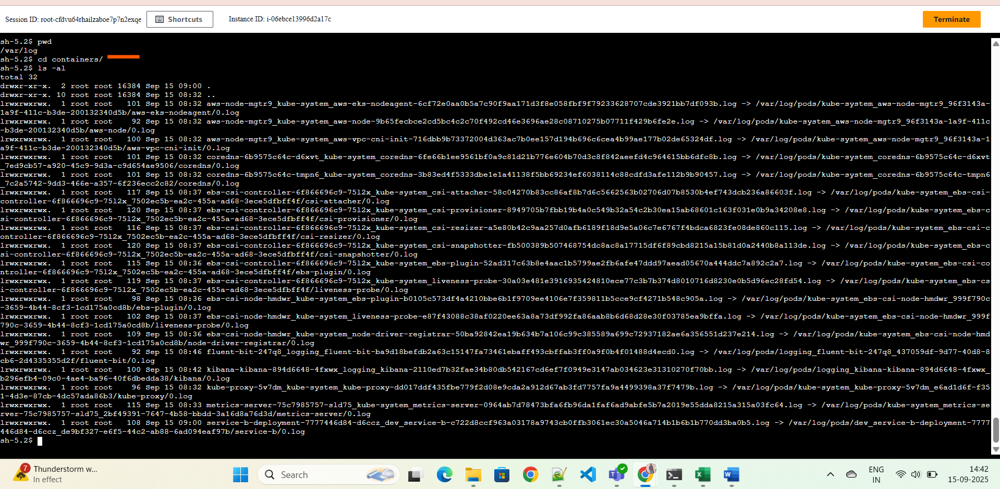 Session ID: root-cfdvu64rhailzaboe7p7n2exqe Shortcuts Instance ID: i-06ebce13996d2a17c Terminate
sh-5.2$ pwd
/var/log
sh-5.2$ cd containers/
sh-5.2$ ls -al
total 32
drwxr-xr-x.  2 root root 16384 Sep 15 09:00 .
drwxr-xr-x. 10 root root 16384 Sep 15 08:32 ..
lrwxrwxrwx.  1 root root   101 Sep 15 08:32 aws-node-mgtr9_kube-system_aws-eks-nodeagent-6cf72e0aa0b5a7c90f9aa171d3f8e058fbf9f79233628707cde3921bb7df093b.log -> /var/log/pods/kube-system_aws-node-mgtr9_96f3143a-
1a9f-411c-b3de-200132340d5b/aws-eks-nodeagent/0.log
lrwxrwxrwx.  1 root root    92 Sep 15 08:32 aws-node-mgtr9_kube-system_aws-node-9b65fecbce2cd5bc4c2c70f492cd46e3696ae28c08710275b07711f429b6fe2e.log -> /var/log/pods/kube-system_aws-node-mgtr9_96f3143a-1a9f-411c
-b3de-200132340d5b/aws-node/0.log
lrwxrwxrwx.  1 root root   100 Sep 15 08:32 aws-node-mgtr9_kube-system_aws-vpc-cni-init-716dbb9b73372004d363ac7b0ee157d194b696c6cea4b99ae177b02de65324df.log -> /var/log/pods/kube-system_aws-node-mgtr9_96f3143a-1
a9f-411c-b3de-200132340d5b/aws-vpc-cni-init/0.log
lrwxrwxrwx.  1 root root   101 Sep 15 08:32 coredns-6b9575c64c-d6xvt_kube-system_coredns-6fe66b1ee9561bf0a9c81d21b776e604b70d3c8f842aeefd4c964615bb6dfc8b.log -> /var/log/pods/kube-system_coredns-6b9575c64c-d6xvt
_7ed9cb57-a920-45c9-9d3a-c9d654ae9506/coredns/0.log
lrwxrwxrwx.  1 root root   101 Sep 15 08:32 coredns-6b9575c64c-tmpn6_kube-system_coredns-3b83ed4f5333dbe1e1a41138f5bb69234ef6038114c88cdfd3afe112b9b90457.log -> /var/log/pods/kube-system_coredns-6b9575c64c-tmpn6
_7c2a5742-9dd3-466e-a357-6f236ecc2c82/coredns/0.log
lrwxrwxrwx.  1 root root   117 Sep 15 08:37 ebs-csi-controller-6f866696c9-75l2x_kube-system_csi-attacher-58c04270b83cc86af8b7d6c5662563b02706d07b8530b4ef743dcb236a86603f.log -> /var/log/pods/kube-system_ebs-csi-
controller-6f866696c9-75l2x_7502ec5b-ea2c-455a-ad68-3ece5dfbff4f/csi-attacher/0.log
lrwxrwxrwx.  1 root root   120 Sep 15 08:37 ebs-csi-controller-6f866696c9-75l2x_kube-system_csi-provisioner-8949705b7fbb19b4a0c549b32a54c2b30ea15ab68601c163f031e0b9a34208e8.log -> /var/log/pods/kube-system_ebs-c
si-controller-6f866696c9-75l2x_7502ec5b-ea2c-455a-ad68-3ece5dfbff4f/csi-provisioner/0.log
lrwxrwxrwx.  1 root root   116 Sep 15 08:37 ebs-csi-controller-6f866696c9-75l2x_kube-system_csi-resizer-a5e80b42c9aa257d0afb6189f18d9e5a06c7e6767f4bdca6823fe08de860c115.log -> /var/log/pods/kube-system_ebs-csi-c
ontroller-6f866696c9-75l2x_7502ec5b-ea2c-455a-ad68-3ece5dfbff4f/csi-resizer/0.log
lrwxrwxrwx.  1 root root   120 Sep 15 08:37 ebs-csi-controller-6f866696c9-75l2x_kube-system_csi-snapshotter-fb500389b507468754dc8ac8a17715df6f89cbd8215a15b81d0a2440b8a113de.log -> /var/log/pods/kube-system_ebs-c
si-controller-6f866696c9-75l2x_7502ec5b-ea2c-455a-ad68-3ece5dfbff4f/csi-snapshotter/0.log
lrwxrwxrwx.  1 root root   115 Sep 15 08:36 ebs-csi-controller-6f866696c9-75l2x_kube-system_ebs-plugin-52ad317c63b8e4aac1b5799ae2fb6afe47ddd97aead05670a444ddc7a892c2a7.log -> /var/log/pods/kube-system_ebs-csi-co
ntroller-6f866696c9-75l2x_7502ec5b-ea2c-455a-ad68-3ece5dfbff4f/ebs-plugin/0.log
lrwxrwxrwx.  1 root root   119 Sep 15 08:37 ebs-csi-controller-6f866696c9-75l2x_kube-system_liveness-probe-30a03e481e3916935424810ece77c3b7b374d8010716d8230e0b5d96ec28fd54.log -> /var/log/pods/kube-system_ebs-cs
i-controller-6f866696c9-75l2x_7502ec5b-ea2c-455a-ad68-3ece5dfbff4f/liveness-probe/0.log
lrwxrwxrwx.  1 root root    98 Sep 15 08:36 ebs-csi-node-hmdwr_kube-system_ebs-plugin-b0105c573df4a4210bbe6b1f9709ee4106e7f359811b5cce9cf4271b548c905a.log -> /var/log/pods/kube-system_ebs-csi-node-hmdwr_999f790c
-3659-4b44-8cf3-1cd175a0cd8b/ebs-plugin/0.log
lrwxrwxrwx.  1 root root   102 Sep 15 08:37 ebs-csi-node-hmdwr_kube-system_liveness-probe-e87f43088c38af0220ee63a8a73df992fa86aab8b6d68d28e30f03785ea9bffa.log -> /var/log/pods/kube-system_ebs-csi-node-hmdwr_999f
790c-3659-4b44-8cf3-1cd175a0cd8b/liveness-probe/0.log
lrwxrwxrwx.  1 root root   109 Sep 15 08:36 ebs-csi-node-hmdwr_kube-system_node-driver-registrar-50ba92842ea19b634b7a106c99c385589a699c72937182ae6a356551d237e214.log -> /var/log/pods/kube-system_ebs-csi-node-hmd
wr_999f790c-3659-4b44-8cf3-1cd175a0cd8b/node-driver-registrar/0.log
lrwxrwxrwx.  1 root root    92 Sep 15 08:46 fluent-bit-247q8_logging_fluent-bit-ba9d18befdb2a63c15147fa73461ebaff493cbffab3ff0a9f0b4f01488d4ecd0.log -> /var/log/pods/logging_fluent-bit-247q8_437059df-9d77-40d8-8
cb6-2d4335355d2f/fluent-bit/0.log
lrwxrwxrwx.  1 root root   100 Sep 15 08:42 kibana-kibana-894d6648-4fxwx_logging_kibana-2110ed7b32fae34b80db542167cd6ef7f0949e3147ab034623e31310270f70bb.log -> /var/log/pods/logging_kibana-kibana-894d6648-4fxwx_
b296efb4-09c0-4ae4-ba96-40f6dbedda38/kibana/0.log
lrwxrwxrwx.  1 root root    96 Sep 15 08:32 kube-proxy-5v7dm_kube-system_kube-proxy-dd017ddf435fbe779f2d08e9cda2a912d67ab3fd7757fa9a4499398a37f7479b.log -> /var/log/pods/kube-system_kube-proxy-5v7dm_e6ad1d6f-f35
1-4d3e-87cb-4dc57ada86b3/kube-proxy/0.log
lrwxrwxrwx.  1 root root   115 Sep 15 08:33 metrics-server-75c7985757-sld75_kube-system_metrics-server-0964ab7d78473bfa6fb96da1faf6ad9abfe5b7a2019e55dda8215a315a03fc64.log -> /var/log/pods/kube-system_metrics-se
rver-75c7985757-sld75_2bf49391-7647-4b58-bbdd-3a16d8a76d3d/metrics-server/0.log
lrwxrwxrwx.  1 root root   108 Sep 15 09:00 service-b-deployment-7777446d84-d6ccz_dev_service-b-c722d8ccf963a03178a9743cb0ffb3061ec30a5046a714b1b6b1b770dd3ba0b5.log -> /var/log/pods/dev_service-b-deployment-7777
446d84-d6ccz_de9bf327-e6f5-44c2-ab88-6ad094eaf97b/service-b/0.log
sh-5.2$
7 Thunderstorm w...
In effect
Search
ENG
IN
14:42
15-09-2025